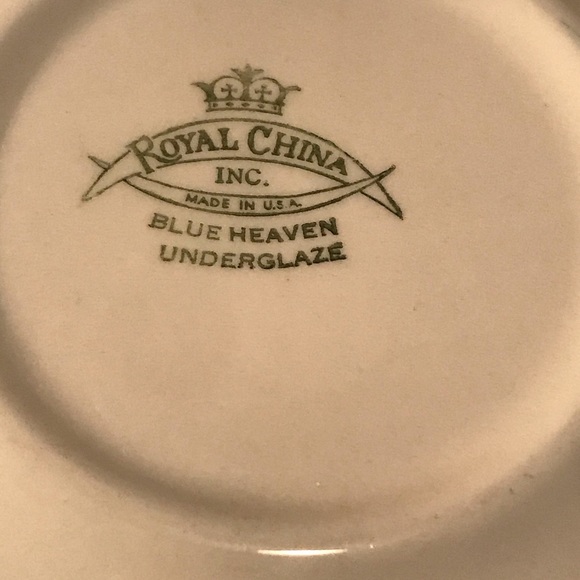 ROYAL CHINA
INC.
MADE IN U.S.A.
BLUE HEAVEN
UNDERGLAZE